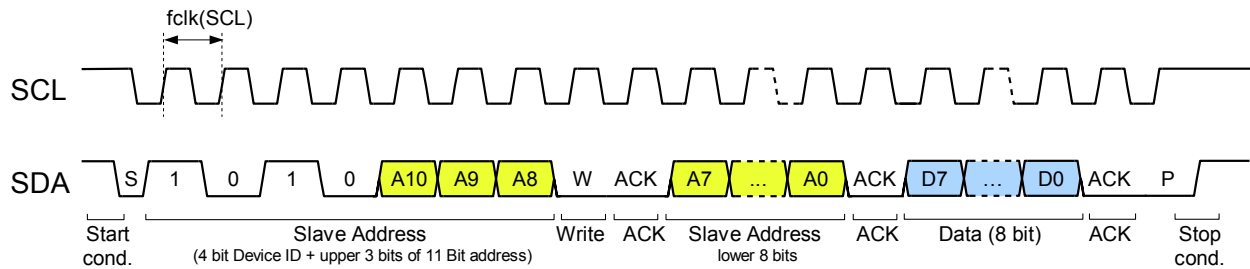 fclk(SCL)
SCL
SDA
S 1 0 1 0 A10 A9 A8 W ACK A7 ... A0 ACK D7 ... D0 ACK P
Start cond.
Slave Address
(4 bit Device ID + upper 3 bits of 11 Bit address)
Write
ACK
Slave Address
lower 8 bits
ACK
Data (8 bit)
ACK
Stop cond.